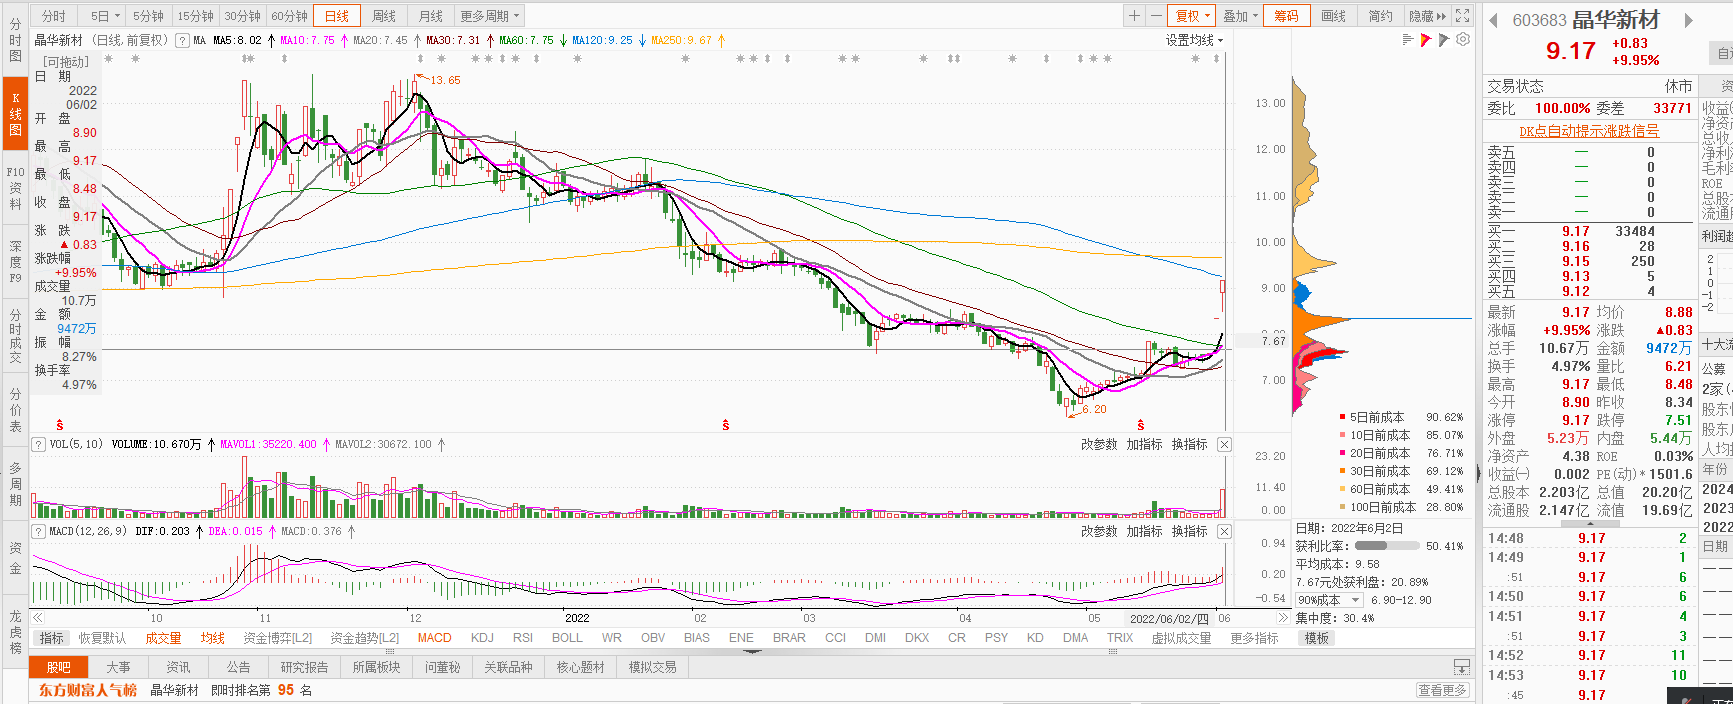 分时 5日 5分钟 15分钟 30分钟 60分钟 日线 周线 月线 更多周期
复权 叠加 筹码 画线 简约 隐藏
分时图
K线图
F10资料
深度F9
分时成交
分价表
多周期
资金
龙虎榜
晶华新材 (日线,前复权) ? MA MA5:8.02 MA10:7.75 MA20:7.45 MA30:7.31 MA60:7.75 MA120:9.25 MA250:9.67
设置均线
[可拖动]
日 期
2022
06/02
开 盘
8.90
最 高
9.17
最 低
8.48
收 盘
9.17
涨 跌
▲ 0.83
涨跌幅
+9.95%
成交量
10.7万
金 额
9472万
振 幅
8.27%
换手率
4.97%
13.65
6.20
13.00
12.00
11.00
10.00
9.00
7.67
7.00
? VOL(5,10) VOLUME:10.670万 MAVOL1:35220.400 MAVOL2:30672.100
改参数 加指标 换指标
23.20
11.40
0.00
? MACD(12,26,9) DIF:0.203 DEA:0.015 MACD:0.376
改参数 加指标 换指标
0.94
0.20
-0.54
10 11 12 2022 02 03 04 05 2022/06/02/四 06
5日前成本 90.62%
10日前成本 85.07%
20日前成本 76.71%
30日前成本 69.12%
60日前成本 49.41%
100日前成本 28.80%
日期: 2022年6月2日
获利比率: 50.41%
平均成本: 9.58
7.67元处获利盘: 20.89%
90%成本 6.90-12.90
集中度: 30.4%
指标 恢复默认 成交量 均线 资金博弈[L2] 资金趋势[L2] MACD KDJ RSI BOLL WR OBV BIAS ENE BRAR CCI DMI DKX CR PSY KD DMA TRIX 虚拟成交量 更多指标 模板
股吧 大事 资讯 公告 研究报告 所属板块 问董秘 关联品种 核心题材 模拟交易
东方财富人气榜 晶华新材 即时排名第 95 名
查看更多
603683 晶华新材
9.17 +0.83
+9.95%
交易状态 休市
委比 100.00% 委差 33771
DK点自动提示涨跌信号
卖五 — 0
卖四 — 0
卖三 — 0
卖二 — 0
卖一 — 0
买一 9.17 33484
买二 9.16 28
买三 9.15 250
买四 9.13 5
买五 9.12 4
最新 9.17 均价 8.88
涨幅 +9.95% 涨跌 ▲0.83
总手 10.67万 金额 9472万
换手 4.97% 量比 6.21
最高 9.17 最低 8.48
今开 8.90 昨收 8.34
涨停 9.17 跌停 7.51
外盘 5.23万 内盘 5.44万
净资产 4.38 ROE 0.03%
收益㈠ 0.002 PE(动)* 1501.6
总股本 2.203亿 总值 20.20亿
流通股 2.147亿 流值 19.69亿
14:48 9.17 2
14:49 9.17 1
:51 9.17 6
14:50 9.17 6
14:51 9.17 4
:51 9.17 3
14:52 9.17 11
14:53 9.17 10
:45 9.17
ROE
2
1
0
-1
-2
十大流
公募
2家
年份
2024
2023
2022
日期